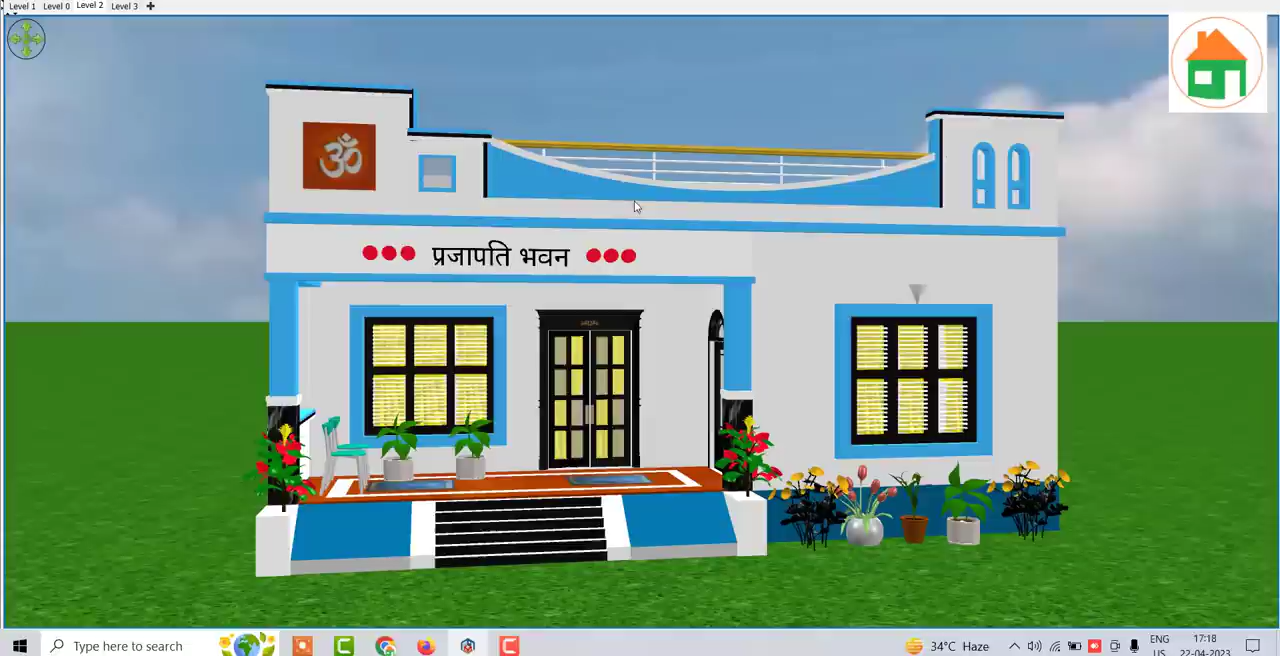 Level 1 Level 0 Level 2 Level 3
ॐ
प्रजापति भवन
Type here to search
34°C Haze
ENG
US
17:18
22-04-2023